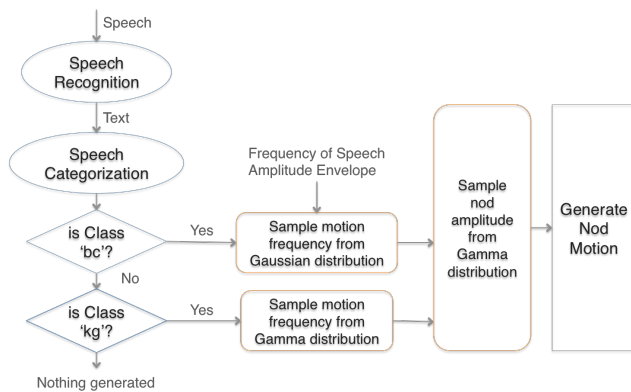 Speech
Speech
Recognition
Text
Speech
Categorization
Frequency of Speech
Amplitude Envelope
is Class
‘bc’?
Yes
Sample motion
frequency from
Gaussian distribution
No
is Class
‘kg’?
Yes
Sample motion
frequency from
Gamma distribution
Nothing generated
Sample
nod
amplitude
from
Gamma
distribution
Generate
Nod
Motion